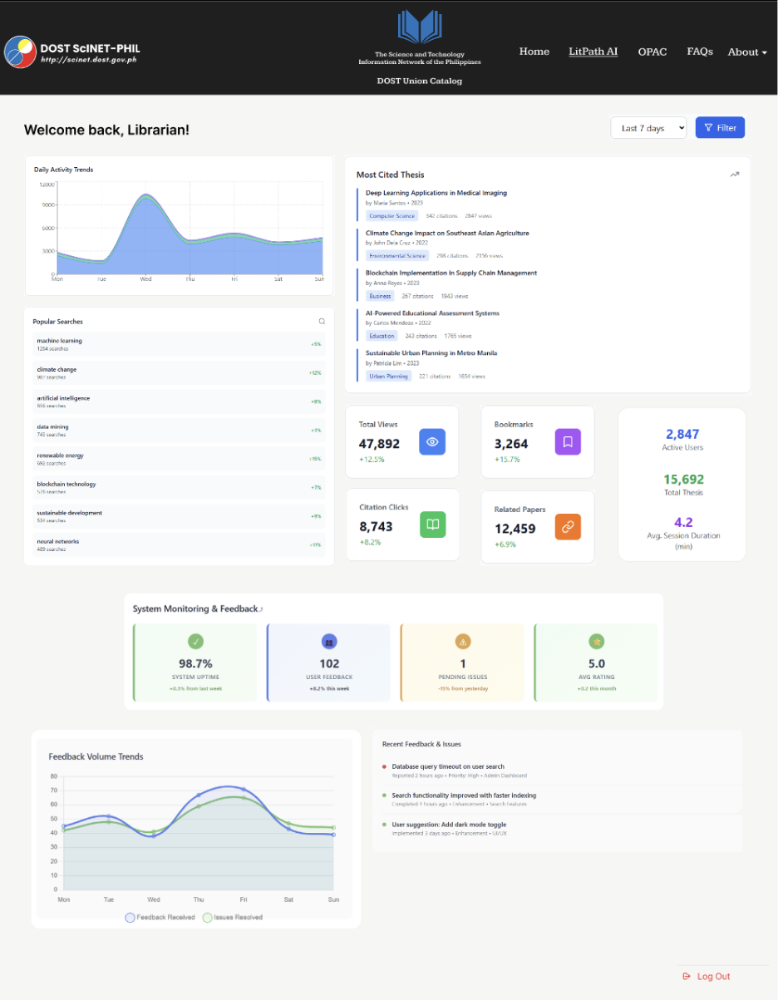 DOST ScINET-PHIL
http://scinet.dost.gov.ph
The Science and Technology
Information Network of the Philippines
DOST Union Catalog
Home
LitPath AI
OPAC
FAQs
About
Welcome back, Librarian!
Last 7 days
Filter
Daily Activity Trends
12000
9000
6000
3000
0
Mon
Tue
Wed
Thu
Fri
Sat
Sun
Most Cited Thesis
Deep Learning Applications in Medical Imaging
by Maria Santos • 2023
Computer Science 342 citations 2847 views
Climate Change Impact on Southeast Asian Agriculture
by John Dela Cruz • 2022
Environmental Science 298 citations 2156 views
Blockchain Implementation in Supply Chain Management
by Anna Reyes • 2023
Business 267 citations 1943 views
AI-Powered Educational Assessment Systems
by Carlos Mendoza • 2022
Education 243 citations 1765 views
Sustainable Urban Planning in Metro Manila
by Patricia Lim • 2023
Urban Planning 221 citations 1654 views
Popular Searches
machine learning
1254 searches
+5%
climate change
987 searches
+12%
artificial intelligence
856 searches
+8%
data mining
745 searches
+3%
renewable energy
692 searches
+15%
blockchain technology
578 searches
+7%
sustainable development
534 searches
+9%
neural networks
489 searches
+11%
Total Views
47,892
+12.5%
Bookmarks
3,264
+15.7%
Citation Clicks
8,743
+8.2%
Related Papers
12,459
+6.9%
2,847
Active Users
15,692
Total Thesis
4.2
Avg. Session Duration
(min)
System Monitoring & Feedback
98.7%
SYSTEM UPTIME
+0.3% from last week
102
USER FEEDBACK
+8.2% this week
1
PENDING ISSUES
-15% from yesterday
5.0
AVG RATING
+0.2 this month
Feedback Volume Trends
80
70
60
50
40
30
20
10
0
Mon
Tue
Wed
Thu
Fri
Sat
Sun
Feedback Received
Issues Resolved
Recent Feedback & Issues
Database query timeout on user search
Reported 2 hours ago • Priority: High • Admin Dashboard
Search functionality improved with faster indexing
Completed 4 hours ago • Enhancement • Search Features
User suggestion: Add dark mode toggle
Implemented 3 days ago • Enhancement • UI/UX
Log Out